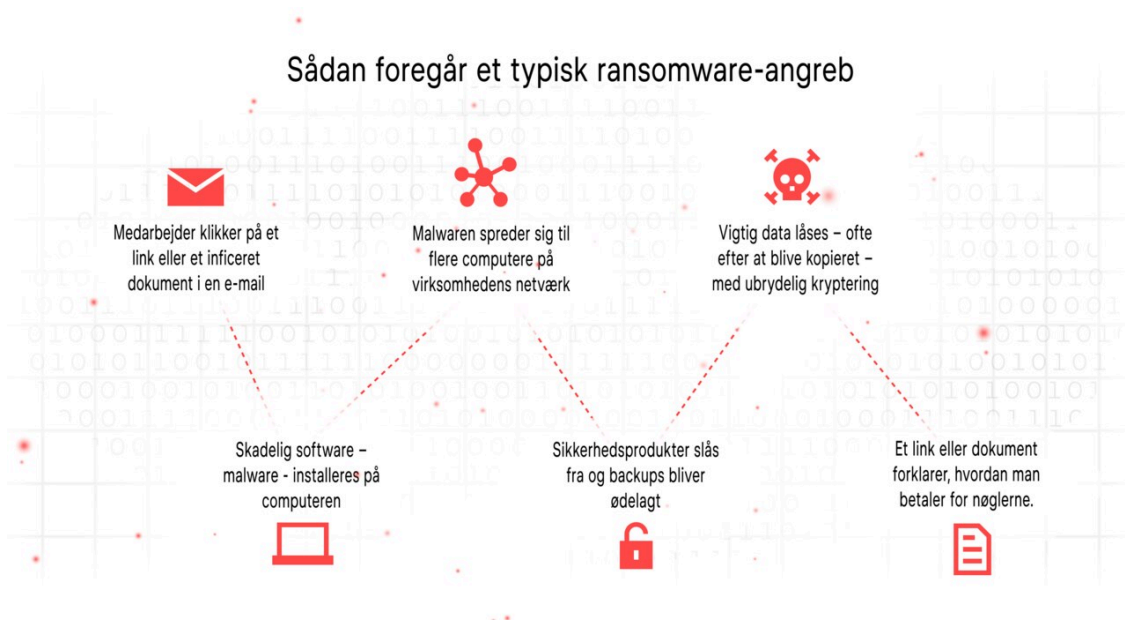 Sådan foregår et typisk ransomware-angreb
Medarbejder klikker på et
link eller et inficeret
dokument i en e-mail
Skadelig software –
malware - installeres på
computeren
Malwaren spreder sig til
flere computere på
virksomhedens netværk
Sikkerhedsprodukter slås
fra og backups bliver
ødelagt
Vigtig data låses – ofte
efter at blive kopieret –
med ubrydelig kryptering
Et link eller dokument
forklarer, hvordan man
betaler for nøglerne.